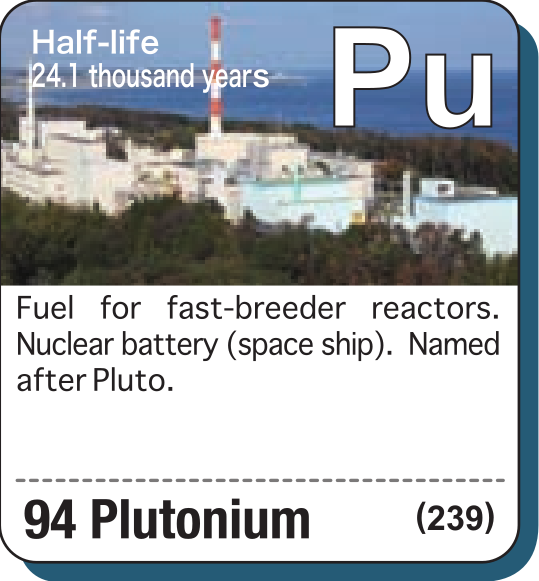 Half-life
24.1 thousand years
Pu
Fuel for fast-breeder reactors.
Nuclear battery (space ship). Named
after Pluto.
94 Plutonium (239)